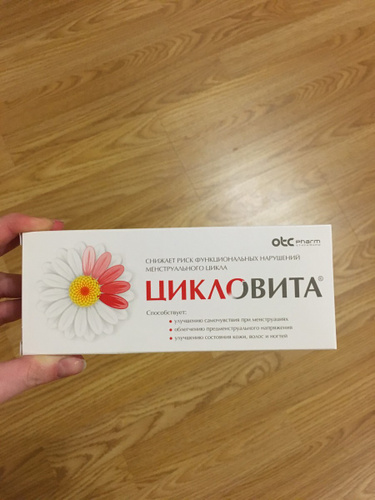 otc pharm
СНИЖАЕТ РИСК ФУНКЦИОНАЛЬНЫХ НАРУШЕНИЙ
МЕНСТРУАЛЬНОГО ЦИКЛА
ЦИКЛОВИТА®
Способствует:
• улучшению самочувствия при менструациях
• облегчению предменструального напряжения
• улучшению состояния кожи, волос и ногтей